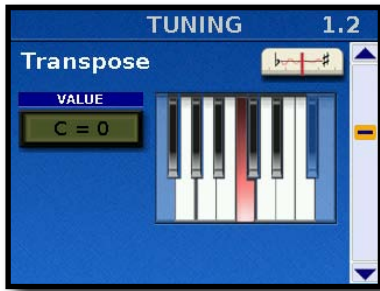 TUNING 1.2
Transpose
VALUE
C = 0